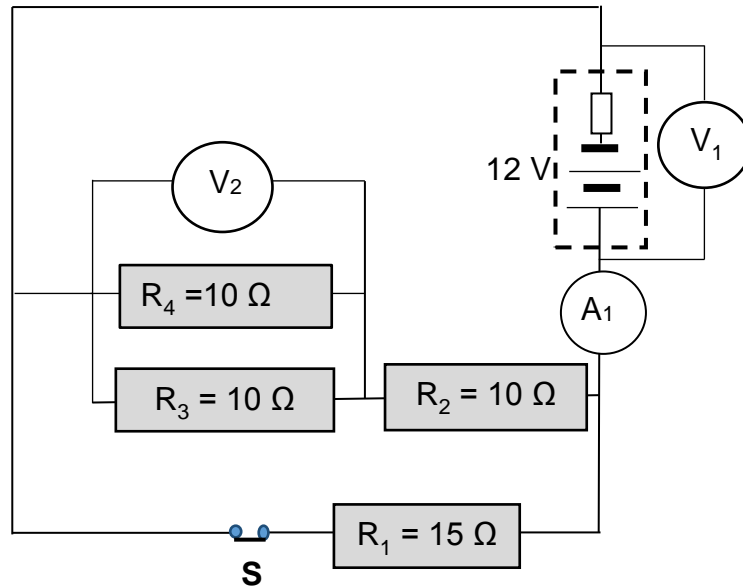 12 V
V₁
V₂
A₁
R₄ =10 Ω
R₃ = 10 Ω
R₂ = 10 Ω
R₁ = 15 Ω
S